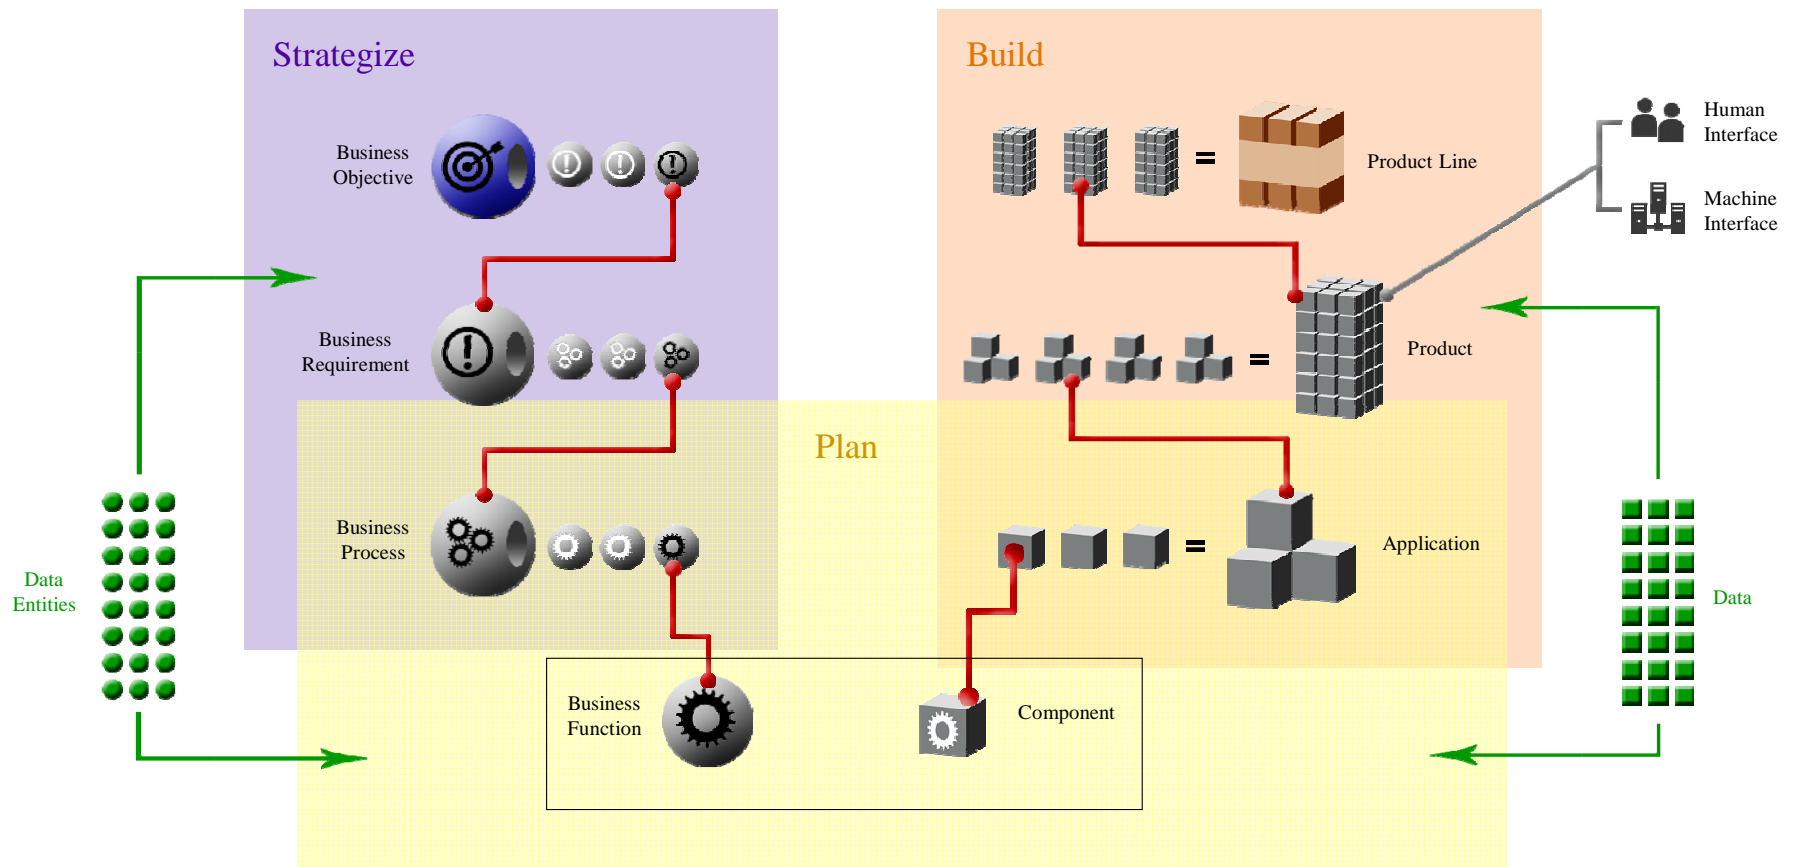 Strategize
Build
Business
Objective
Product Line
Human
Interface
Machine
Interface
Business
Requirement
Product
Plan
Business
Process
Application
Data
Entities
Data
Business
Function
Component